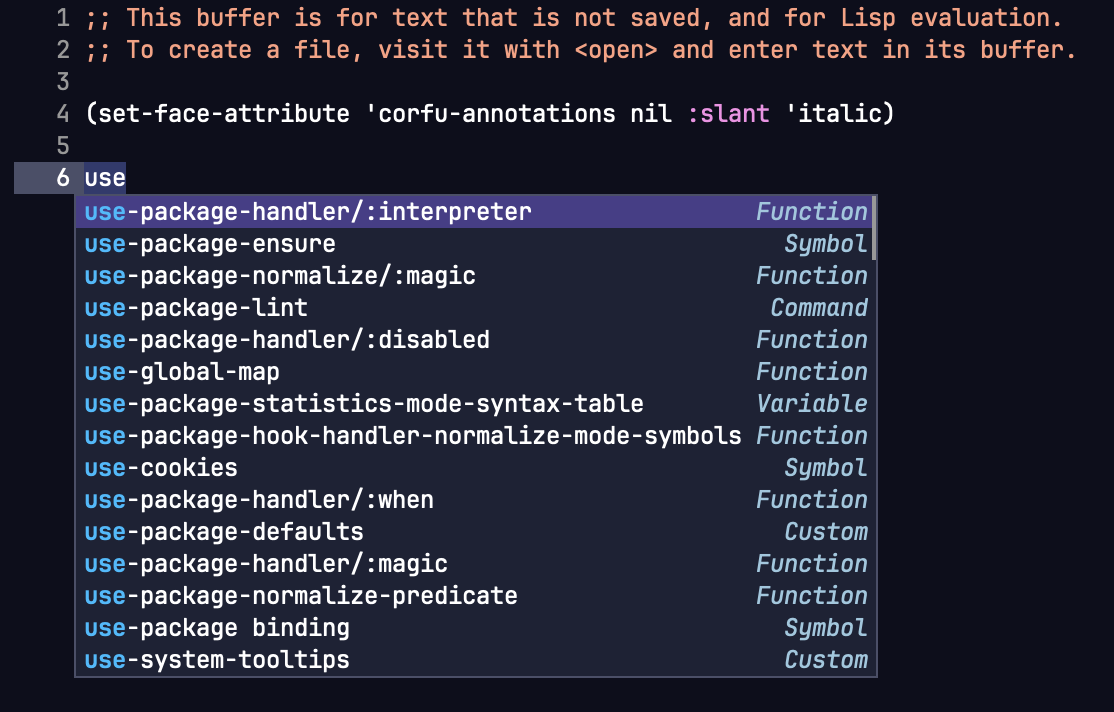 1 ;; This buffer is for text that is not saved, and for Lisp evaluation.
2 ;; To create a file, visit it with <open> and enter text in its buffer.
3
4 (set-face-attribute 'corfu-annotations nil :slant 'italic)
5
6 use
use-package-handler/:interpreter Function
use-package-ensure Symbol
use-package-normalize/:magic Function
use-package-lint Command
use-package-handler/:disabled Function
use-global-map Function
use-package-statistics-mode-syntax-table Variable
use-package-hook-handler-normalize-mode-symbols Function
use-cookies Symbol
use-package-handler/:when Function
use-package-defaults Custom
use-package-handler/:magic Function
use-package-normalize-predicate Function
use-package binding Symbol
use-system-tooltips Custom